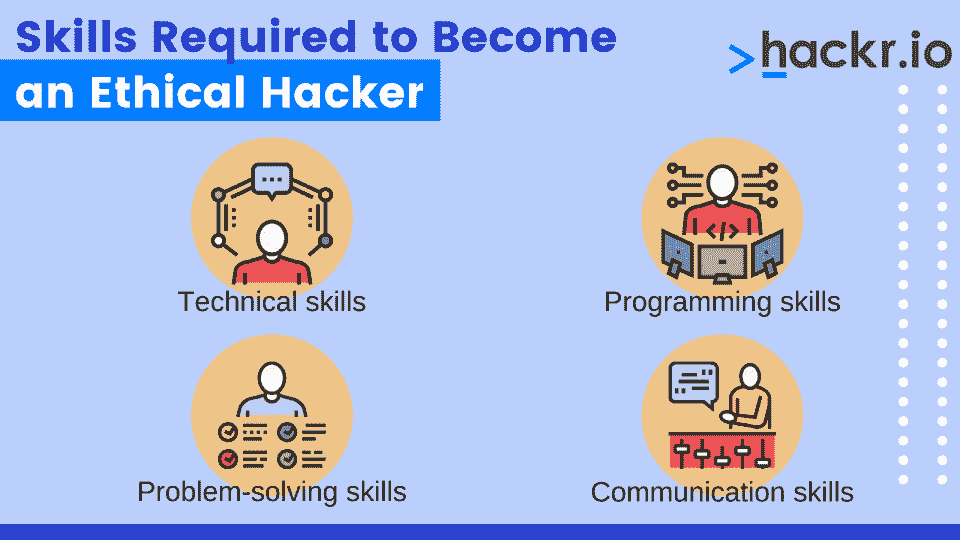 Skills Required to Become
an Ethical Hacker
>hackr.io
Technical skills
Programming skills
</>
Problem-solving skills
Communication skills